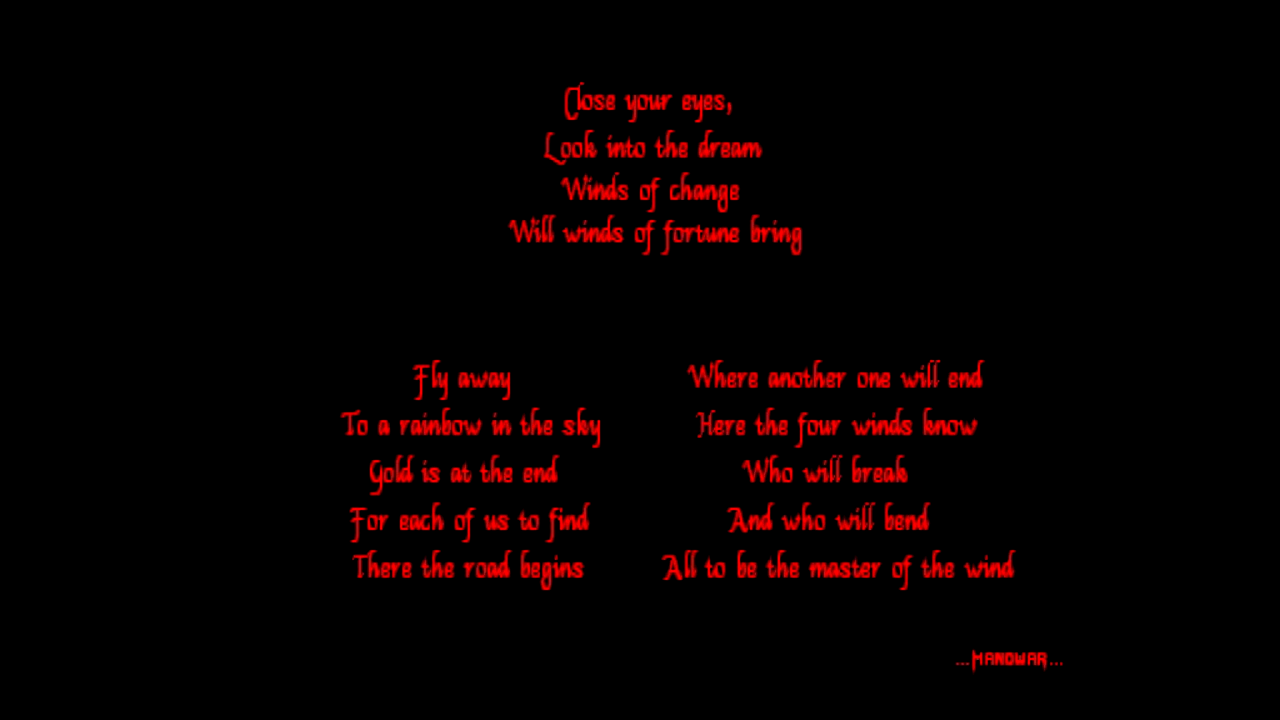 Close your eyes,
Look into the dream
Winds of change
Will winds of fortune bring
Fly away
To a rainbow in the sky
Gold is at the end
For each of us to find
There the road begins
Where another one will end
Here the four winds know
Who will break
And who will bend
All to be the master of the wind
...MANOWAR...